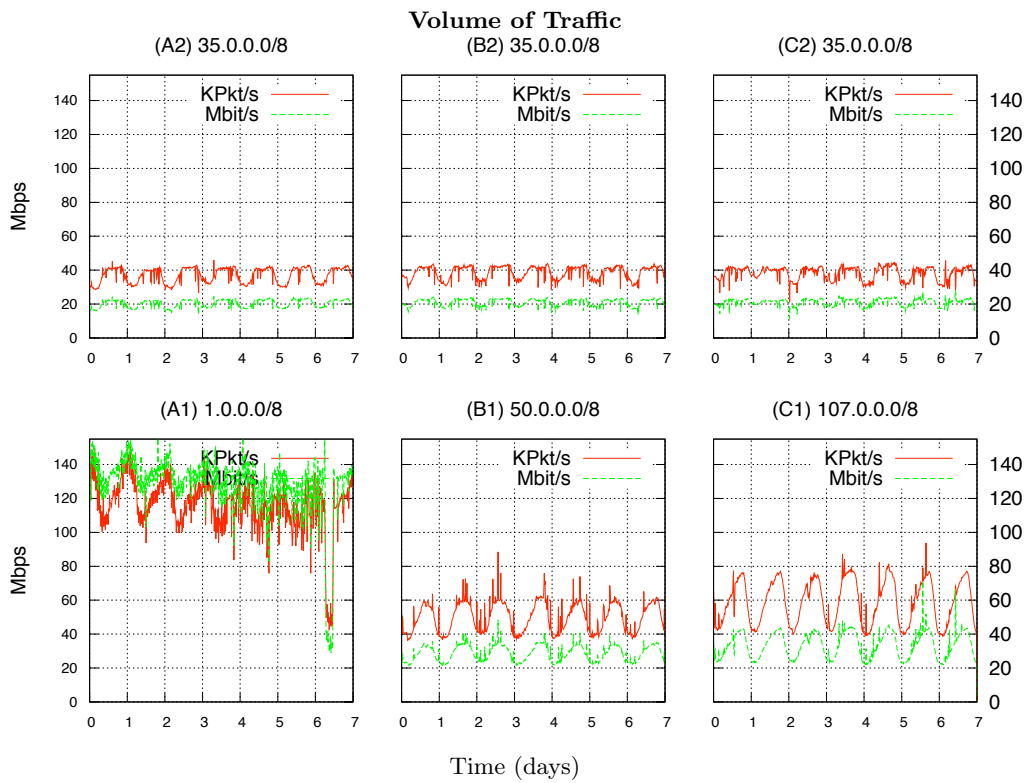 Volume of Traffic
(A2) 35.0.0.0/8 (B2) 35.0.0.0/8 (C2) 35.0.0.0/8
KPkt/s KPkt/s KPkt/s
Mbit/s Mbit/s Mbit/s
140 140
120 120
100 100
80 80
60 60
40 40
20 20
0 0
Mbps
0 1 2 3 4 5 6 7 0 1 2 3 4 5 6 7 0 1 2 3 4 5 6 7
(A1) 1.0.0.0/8 (B1) 50.0.0.0/8 (C1) 107.0.0.0/8
KPkt/s KPkt/s KPkt/s
Mbit/s Mbit/s Mbit/s
140 140
120 120
100 100
80 80
60 60
40 40
20 20
0 0
Mbps
0 1 2 3 4 5 6 7 0 1 2 3 4 5 6 7 0 1 2 3 4 5 6 7
Time (days)